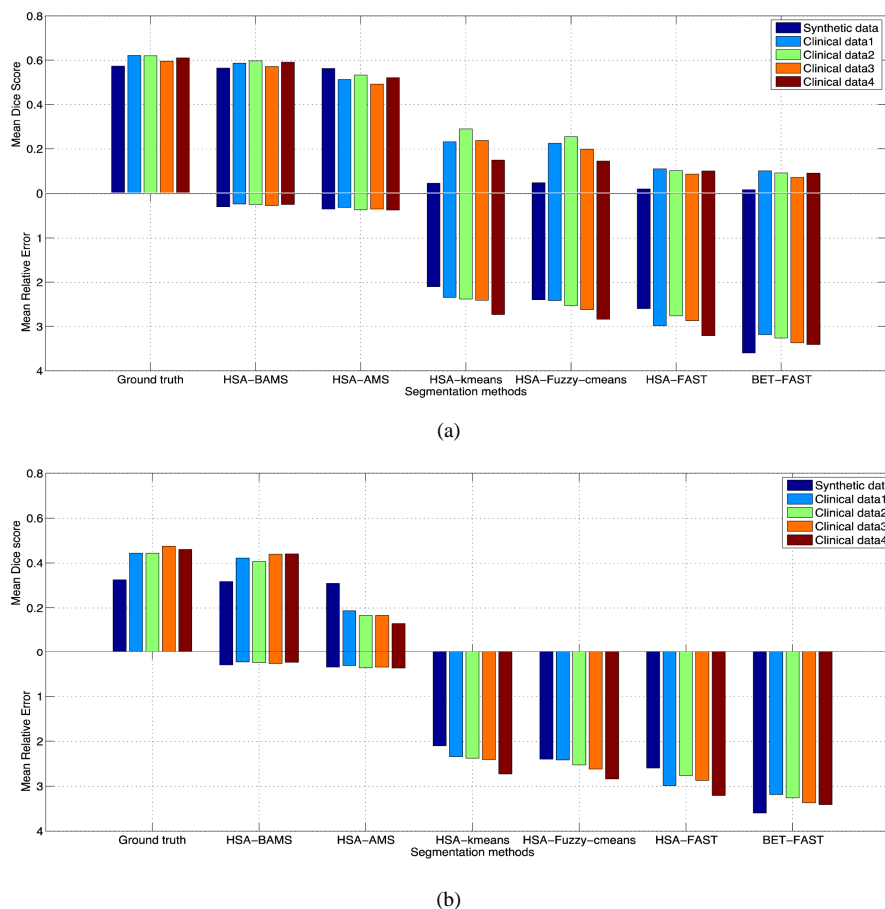 0.8
0.6
0.4
0.2
0
1
2
3
4
Mean Dice Score
Mean Relative Error
Synthetic data
Clinical data1
Clinical data2
Clinical data3
Clinical data4
Ground truth HSA-BAMS HSA-AMS HSA-kmeans HSA-Fuzzy-cmeans HSA-FAST BET-FAST
Segmentation methods
(a)
0.8
0.6
0.4
0.2
0
1
2
3
4
Mean Dice score
Mean Relative Error
Synthetic data
Clinical data1
Clinical data2
Clinical data3
Clinical data4
Ground truth HSA-BAMS HSA-AMS HSA-kmeans HSA-Fuzzy-cmeans HSA-FAST BET-FAST
Segmentation methods
(b)